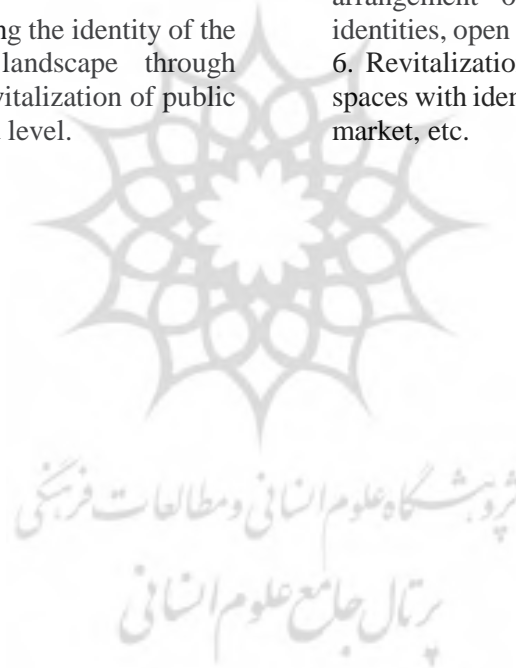 ng the identity of the
landscape through
vitalization of public
level.
arrangement o
identities, open
6. Revitalizatio
spaces with iden
market, etc.
پژوهشگاه علوم انسانی و مطالعات فرهنگی
پرتال جامع علوم انسانی